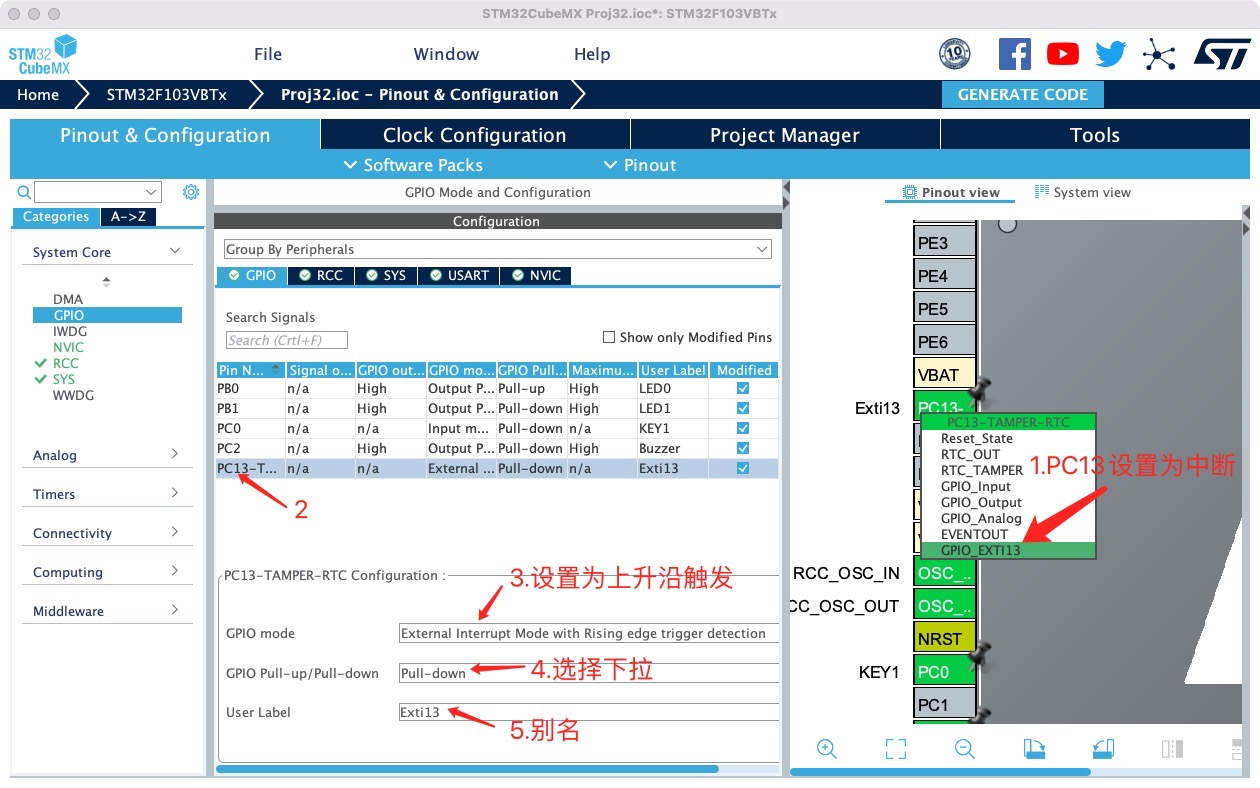 STM32CubeMX Proj32.ioc*: STM32F103VBTx
STM32
CubeMX
File
Window
Help
10
Home
STM32F103VBTx
Proj32.ioc – Pinout & Configuration
GENERATE CODE
Pinout & Configuration
Clock Configuration
Project Manager
Tools
Software Packs
Pinout
Categories
A->Z
System Core
DMA
GPIO
IWDG
NVIC
RCC
SYS
WWDG
Analog
Timers
Connectivity
Computing
Middleware
GPIO Mode and Configuration
Configuration
Group By Peripherals
GPIO RCC SYS USART NVIC
Search Signals
Search (Crtl+F)
Show only Modified Pins
Pin N... Signal o... GPIO out... GPIO mo... GPIO Pull... Maximu... User Label Modified
PB0 n/a High Output P... Pull-up High LED0
PB1 n/a High Output P... Pull-down High LED1
PC0 n/a n/a Input m... Pull-down n/a KEY1
PC2 n/a High Output P... Pull-down High Buzzer
PC13-T... n/a n/a External ... Pull-down n/a Exti13
2
PC13-TAMPER-RTC Configuration :
3.设置为上升沿触发
GPIO mode
External Interrupt Mode with Rising edge trigger detection
GPIO Pull-up/Pull-down
Pull-down
4.选择下拉
User Label
Exti13
5.别名
Pinout view
System view
PE3
PE4
PE5
PE6
VBAT
Exti13
PC13-
PC13-TAMPER-RTC
Reset_State
RTC_OUT
RTC_TAMPER
GPIO_Input
GPIO_Output
GPIO_Analog
EVENTOUT
GPIO_EXTI13
1.PC13设置为中断
RCC_OSC_IN
OSC_..
CC_OSC_OUT
OSC_..
NRST
KEY1
PC0
PC1